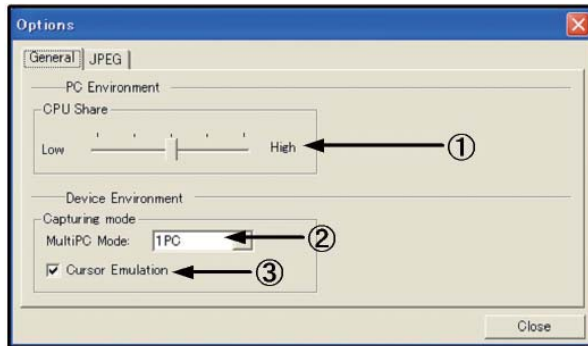 Options
General JPEG
PC Environment
CPU Share
Low High ①
Device Environment
Capturing mode
MultiPC Mode: 1PC ②
Cursor Emulation ③
Close